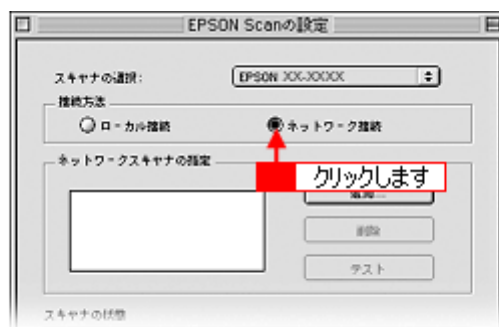 EPSON Scanの設定
スキャナの選択: EPSON XX-XXXX
接続方法
ローカル接続 ネットワーク接続
ネットワークスキャナの指定
クリックします
追加...
削除
テスト
スキャナの状態